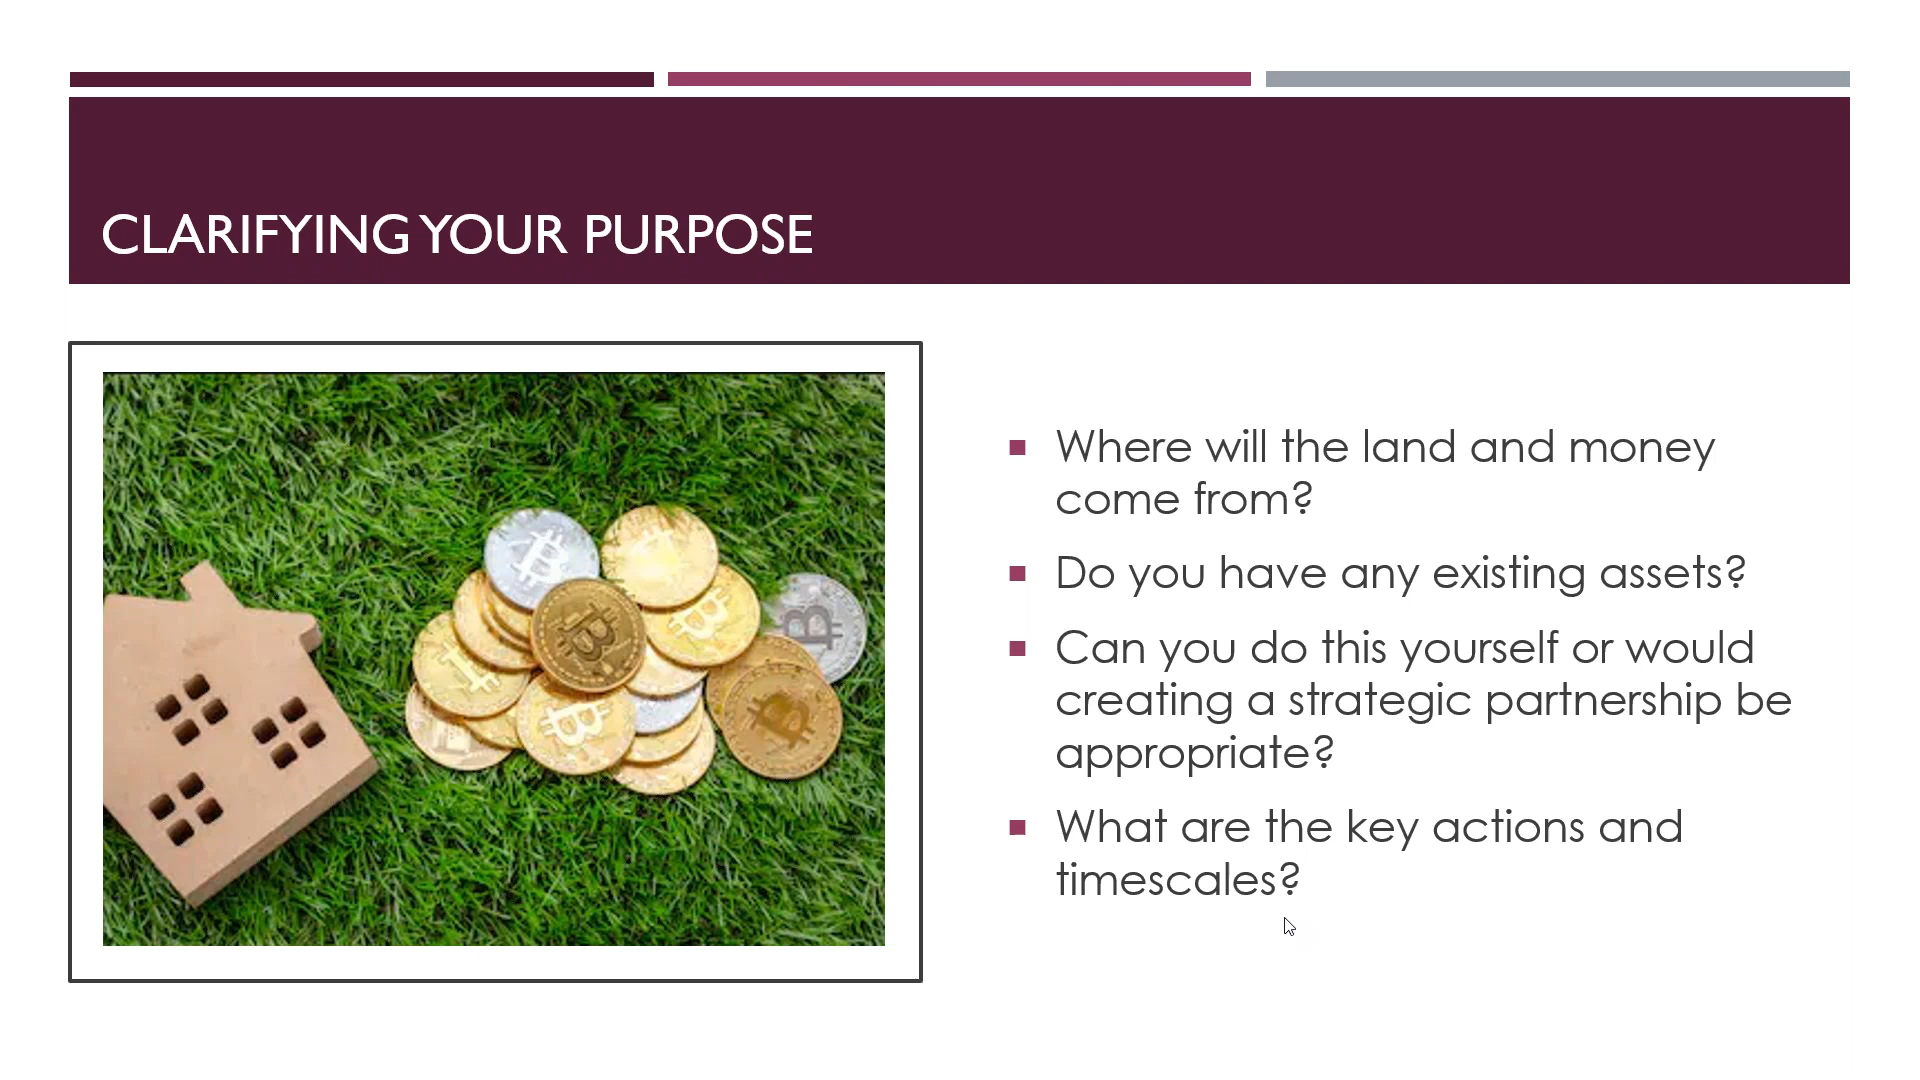 CLARIFYING YOUR PURPOSE
Where will the land and money
come from?
Do you have any existing assets?
Can you do this yourself or would
creating a strategic partnership be
appropriate?
What are the key actions and
timescales?